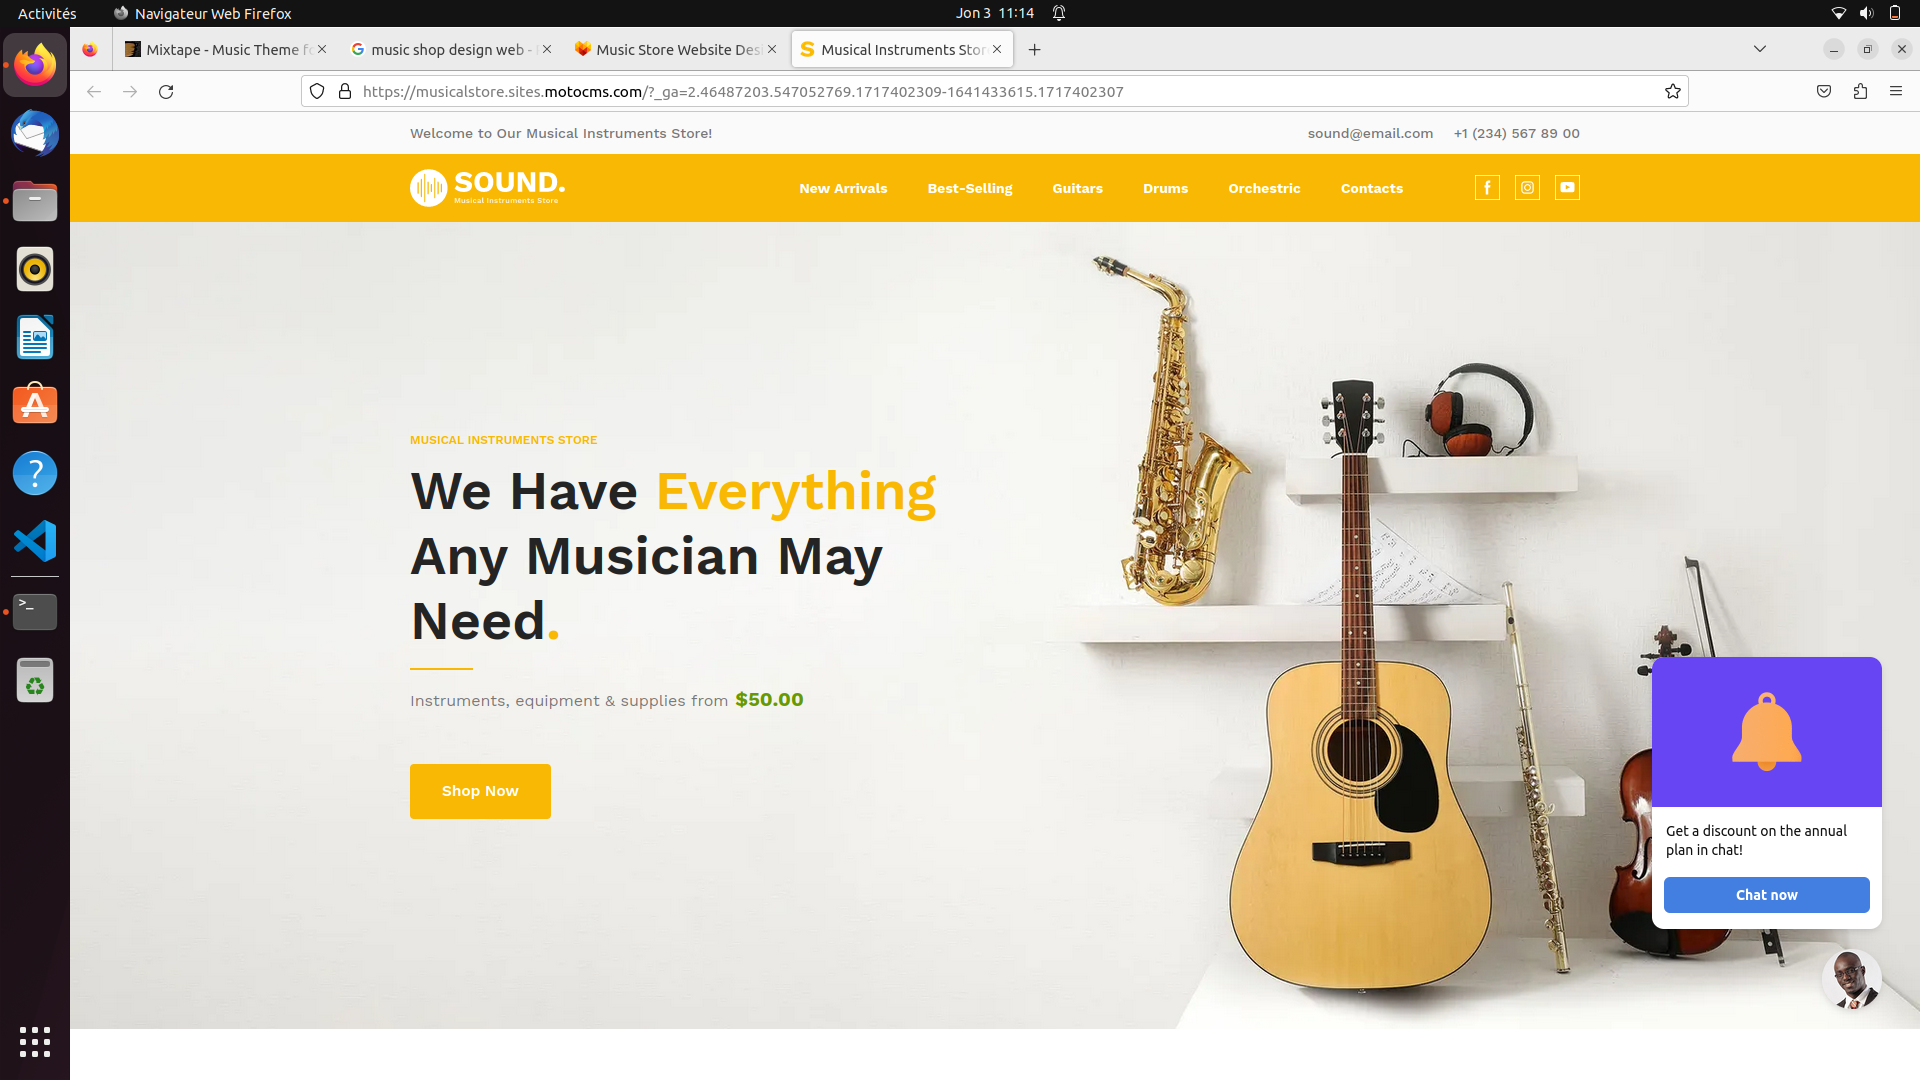 Activités
Navigateur Web Firefox
Jon 3 11:14
Mixtape - Music Theme fo
music shop design web -
Music Store Website Des
Musical Instruments Stor
https://musicalstore.sites.motocms.com/?_ga=2.46487203.547052769.1717402309-1641433615.1717402307
Welcome to Our Musical Instruments Store!
sound@email.com
+1 (234) 567 89 00
SOUND.
Musical Instruments Store
New Arrivals
Best-Selling
Guitars
Drums
Orchestric
Contacts
MUSICAL INSTRUMENTS STORE
We Have Everything
Any Musician May
Need.
Instruments, equipment & supplies from $50.00
Shop Now
Get a discount on the annual
plan in chat!
Chat now